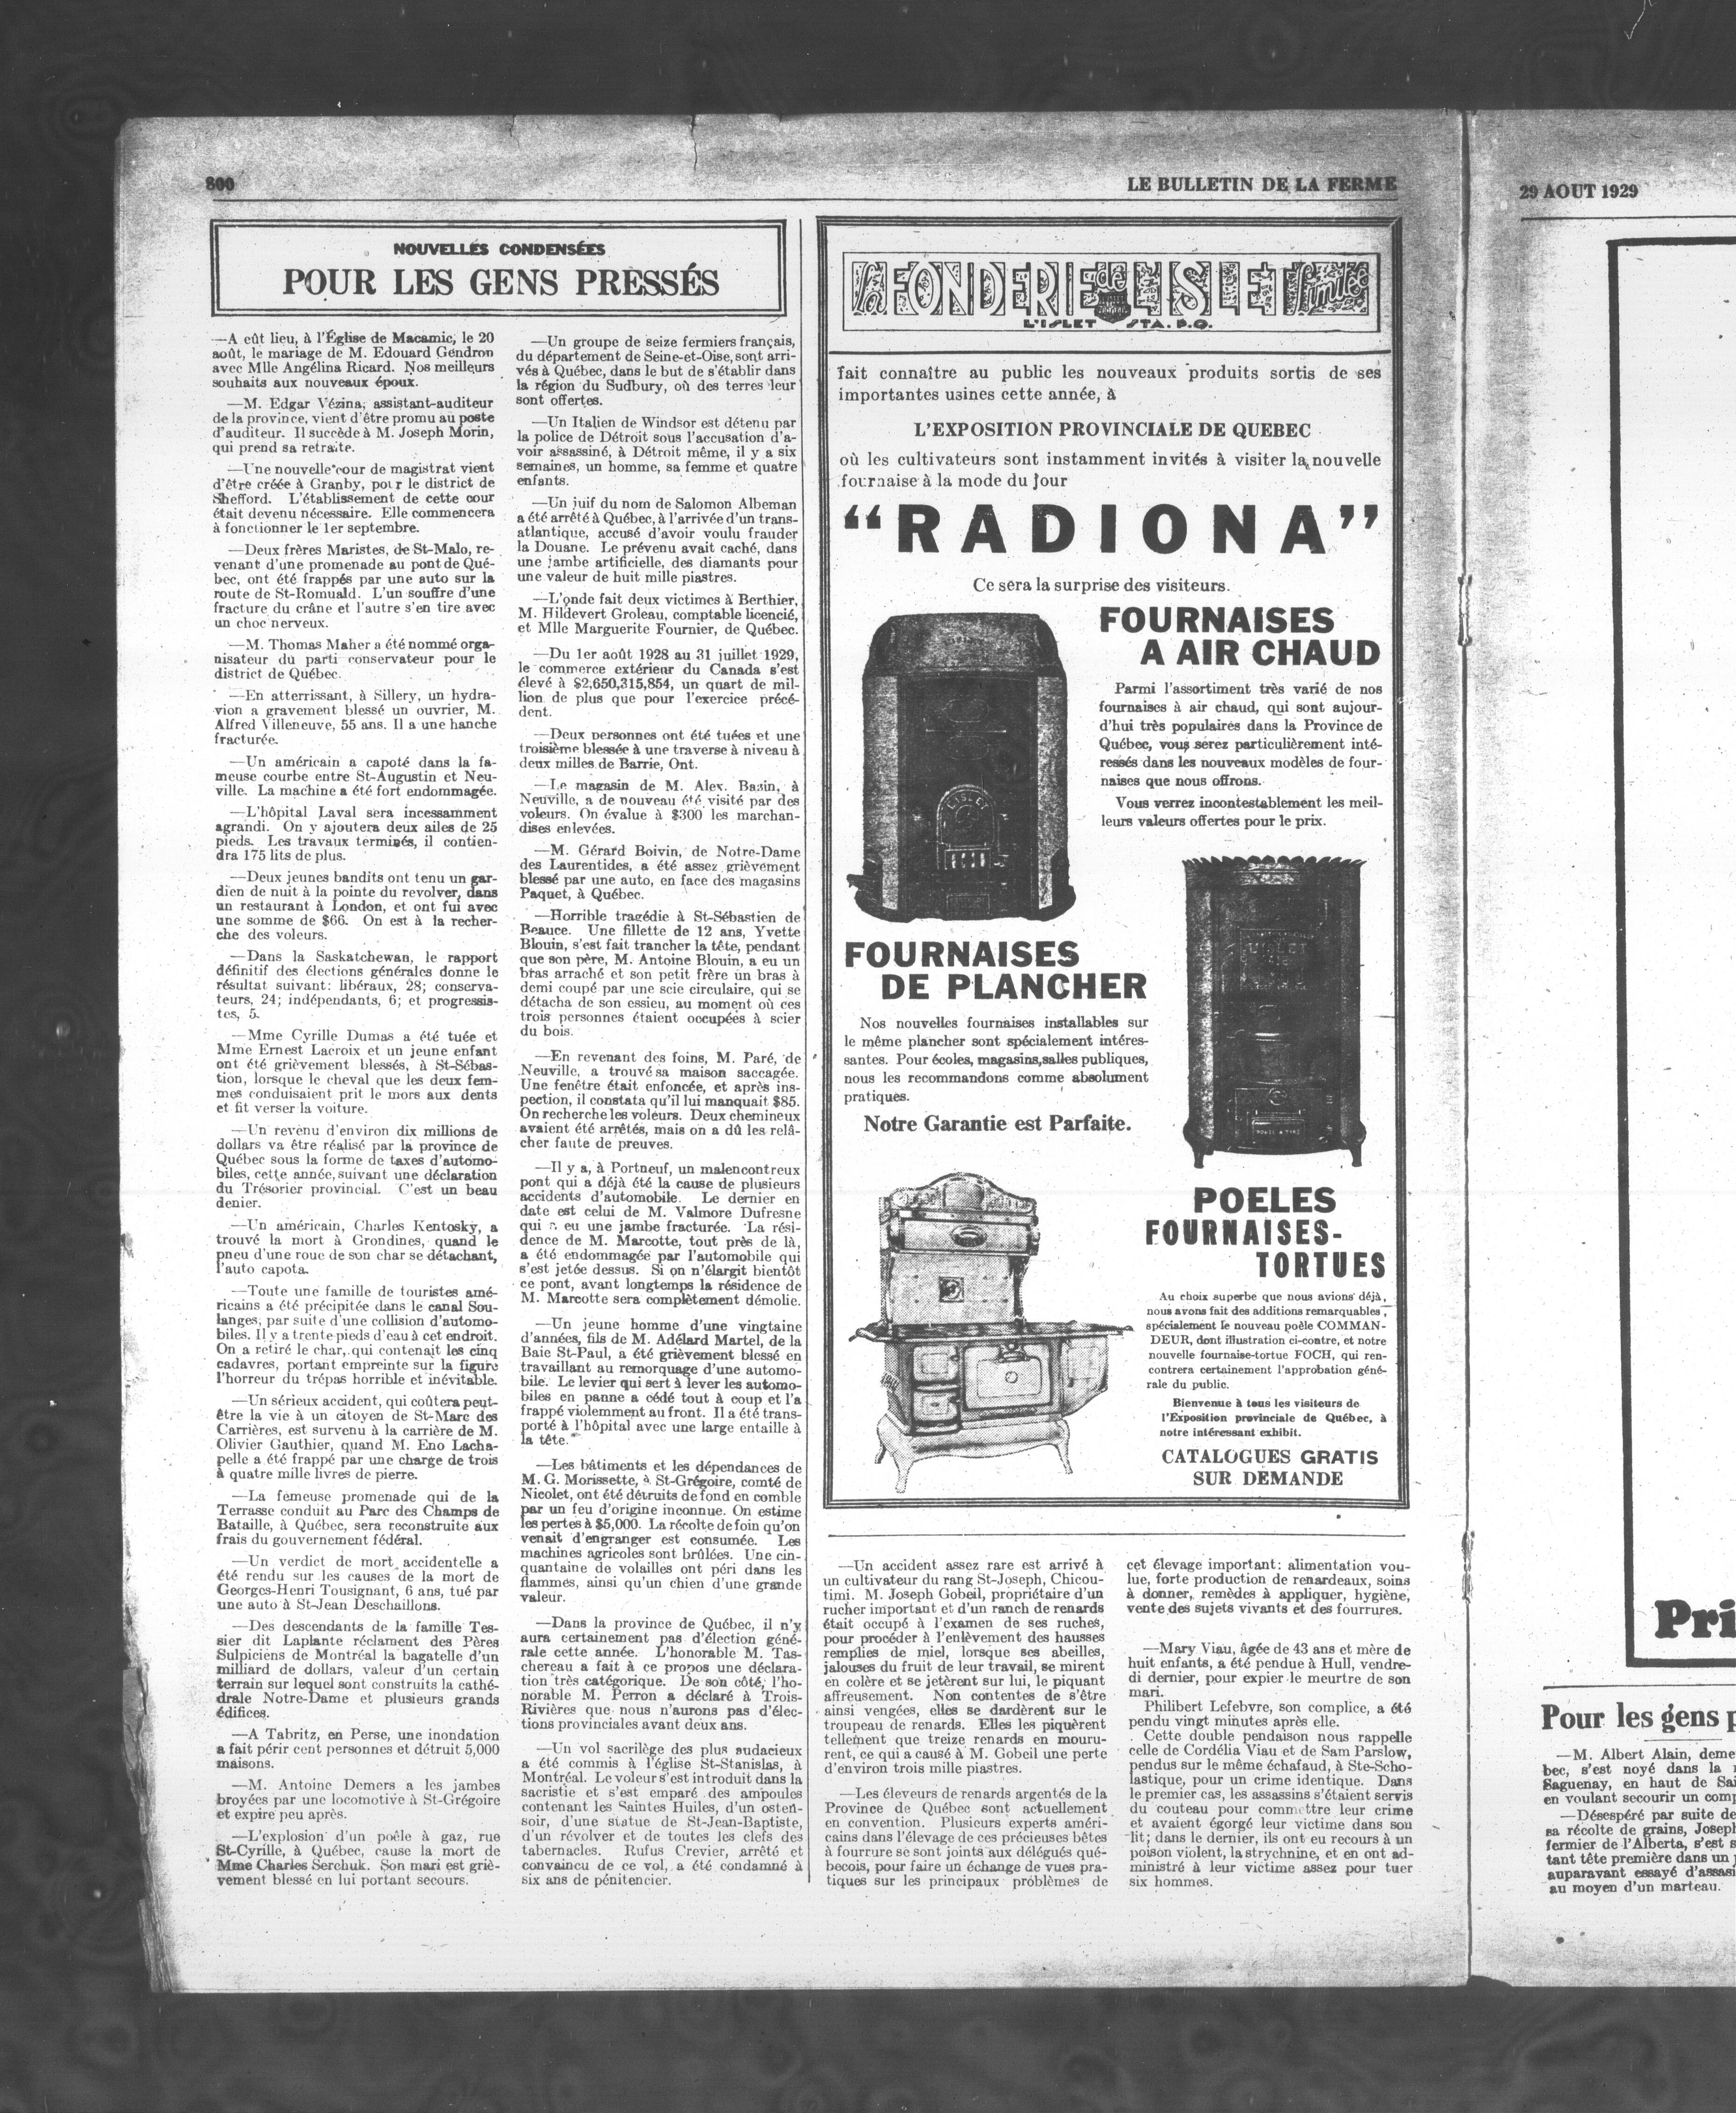 800
LE BULLETIN DE LA FERME
NOUVELLES CONDENSÉES
POUR LES GENS PRESSÉS
—A eût lieu, à l'Église de Macamic, le 20
août, le mariage de M. Edouard Gendron
avec Mlle Angélina Ricard. Nos meilleurs
souhaits aux nouveaux époux.
—M. Edgar Vézina, assistant-auditeur
de la province, vient d'être promu au poste
d'auditeur. Il succède à M. Joseph Morin,
qui prend sa retraite.
—Une nouvelle cour de magistrat vient
d'être créée à Granby, pour le district de
Shefford. L'établissement de cette cour
était devenu nécessaire. Elle commencera
à fonctionner le 1er septembre.
—Deux frères Maristes, de St-Malo, re-
venant d'une promenade au pont de Qué-
bec, ont été frappés par une auto sur la
route de St-Romuald. L'un souffre d'une
fracture du crâne et l'autre s'en tire avec
un choc nerveux.
—M. Thomas Maher a été nommé orga-
nisateur du parti conservateur pour le
district de Québec.
—En atterrissant, à Sillery, un hydra-
vion a gravement blessé un ouvrier, M.
Alfred Villeneuve, 55 ans. Il a une hanche
fracturée.
—Un américain a capoté dans la fa-
meuse courbe entre St-Augustin et Neu-
ville. La machine a été fort endommagée.
—L'hôpital Laval sera incessamment
agrandi. On y ajoutera deux ailes de 25
pieds. Les travaux terminés, il contien-
dra 175 lits de plus.
—Deux jeunes bandits ont tenu un gar-
dien de nuit à la pointe du revolver, dans
un restaurant à London, et ont fui avec
une somme de $66. On est à la recher-
che des voleurs.
—Dans la Saskatchewan, le rapport
définitif des élections générales donne le
résultat suivant: libéraux, 28; conserva-
teurs, 24; indépendants, 6; et progressis-
tes, 5.
—Mme Cyrille Dumas a été tuée et
Mme Ernest Lacroix et un jeune enfant
ont été grièvement blessés, à St-Sébas-
tion, lorsque le cheval que les deux fem-
mes conduisaient prit le mors aux dents
et fit verser la voiture.
—Un revenu d'environ dix millions de
dollars va être réalisé par la province de
Québec sous la forme de taxes d'automo-
biles, cette année, suivant une déclaration
du Trésorier provincial. C'est un beau
denier.
—Un américain, Charles Kentosky, a
trouvé la mort à Grondines, quand le
pneu d'une roue de son char se détachant,
l'auto capota.
—Toute une famille de touristes amé-
ricains a été précipitée dans le canal Sou-
langes, par suite d'une collision d'automo-
biles. Il y a trente pieds d'eau à cet endroit.
On a retiré le char, qui contenait les cinq
cadavres, portant empreinte sur la figure
l'horreur du trépas horrible et inévitable.
—Un sérieux accident, qui coûtera peut-
être la vie à un citoyen de St-Marc des
Carrières, est survenu à la carrière de M.
Olivier Gauthier, quand M. Eno Lacha-
pelle a été frappé par une charge de trois
à quatre mille livres de pierre.
—La femeuse promenade qui de la
Terrasse conduit au Parc des Champs de
Bataille, à Québec, sera reconstruite aux
frais du gouvernement fédéral.
—Un verdict de mort accidentelle a
été rendu sur les causes de la mort de
Georges-Henri Tousignant, 6 ans, tué par
une auto à St-Jean Deschaillons.
—Des descendants de la famille Tes-
sier dit Laplante réclament des Pères
Sulpiciens de Montréal la bagatelle d'un
milliard de dollars, valeur d'un certain
terrain sur lequel sont construits la cathé-
drale Notre-Dame et plusieurs grands
édifices.
—A Tabritz, en Perse, une inondation
a fait périr cent personnes et détruit 5,000
maisons.
—M. Antoine Demers a les jambes
broyées par une locomotive à St-Grégoire
et expire peu après.
—L'explosion d'un poêle à gaz, rue
St-Cyrille, à Québec, cause la mort de
Mme Charles Serchuk. Son mari est griè-
vement blessé en lui portant secours.
—Un groupe de seize fermiers français,
du département de Seine-et-Oise, sont arri-
vés à Québec, dans le but de s'établir dans
la région du Sudbury, où des terres leur
sont offertes.
—Un Italien de Windsor est détenu par
la police de Détroit sous l'accusation d'a-
voir assassiné, à Détroit même, il y a six
semaines, un homme, sa femme et quatre
enfants.
—Un juif du nom de Salomon Albeman
a été arrêté à Québec, à l'arrivée d'un trans-
atlantique, accusé d'avoir voulu frauder
la Douane. Le prévenu avait caché, dans
une jambe artificielle, des diamants pour
une valeur de huit mille piastres.
—L'onde fait deux victimes à Berthier,
M. Hildevert Groleau, comptable licencié,
et Mlle Marguerite Fournier, de Québec.
—Du 1er août 1928 au 31 juillet 1929,
le commerce extérieur du Canada s'est
élevé à $2,650,315,854, un quart de mil-
lion de plus que pour l'exercice précé-
dent.
—Deux personnes ont été tuées et une
troisième blessée à une traverse à niveau à
deux milles de Barrie, Ont.
—Le magasin de M. Alex. Bazin, à
Neuville, a de nouveau été visité par des
voleurs. On évalue à $300 les marchan-
dises enlevées.
—M. Gérard Boivin, de Notre-Dame
des Laurentides, a été assez grièvement
blessé par une auto, en face des magasins
Paquet, à Québec.
—Horrible tragédie à St-Sébastien de
Beauce. Une fillette de 12 ans, Yvette
Blouin, s'est fait trancher la tête, pendant
que son père, M. Antoine Blouin, a eu un
bras arraché et son petit frère un bras à
demi coupé par une scie circulaire, qui se
détacha de son essieu, au moment où ces
trois personnes étaient occupées à scier
du bois.
—En revenant des foins, M. Paré, de
Neuville, a trouvé sa maison saccagée.
Une fenêtre était enfoncée, et après ins-
pection, il constata qu'il lui manquait $85.
On recherche les voleurs. Deux chemineux
avaient été arrêtés, mais on a dû les relâ-
cher faute de preuves.
—Il y a, à Portneuf, un malencontreux
pont qui a déjà été la cause de plusieurs
accidents d'automobile. Le dernier en
date est celui de M. Valmore Dufresne
qui a eu une jambe fracturée. La rési-
dence de M. Marcotte, tout près de là,
a été endommagée par l'automobile qui
s'est jetée dessus. Si on n'élargit bientôt
ce pont, avant longtemps la résidence de
M. Marcotte sera complètement démolie.
—Un jeune homme d'une vingtaine
d'années, fils de M. Adélard Martel, de la
Baie St-Paul, a été grièvement blessé en
travaillant au remorquage d'une automo-
bile. Le levier qui sert à lever les automo-
biles en panne a cédé tout à coup et l'a
frappé violemment au front. Il a été trans-
porté à l'hôpital avec une large entaille à
la tête.
—Les bâtiments et les dépendances de
M. G. Morissette, à St-Grégoire, comté de
Nicolet, ont été détruits de fond en comble
par un feu d'origine inconnue. On estime
les pertes à $5,000. La récolte de foin qu'on
venait d'engranger est consumée. Les
machines agricoles sont brûlées. Une cin-
quantaine de volailles ont péri dans les
flammes, ainsi qu'un chien d'une grande
valeur.
—Dans la province de Québec, il n'y
aura certainement pas d'élection géné-
rale cette année. L'honorable M. Tas-
chereau a fait à ce propos une déclara-
tion très catégorique. De son côté, l'ho-
norable M. Perron a déclaré à Trois-
Rivières que nous n'aurons pas d'élec-
tions provinciales avant deux ans.
—Un vol sacrilège des plus audacieux
a été commis à l'église St-Stanislas, à
Montréal. Le voleur s'est introduit dans la
sacristie et s'est emparé des ampoules
contenant les Saintes Huiles, d'un osten-
soir, d'une statue de St-Jean-Baptiste,
d'un révolver et de toutes les clefs des
tabernacles. Rufus Crevier, arrêté et
convaincu de ce vol, a été condamné à
six ans de pénitencier.
la FONDERIE de L'ISLET limitée
L'ISLET STA. P.Q.
fait connaître au public les nouveaux produits sortis de ses
importantes usines cette année, à
L'EXPOSITION PROVINCIALE DE QUEBEC
où les cultivateurs sont instamment invités à visiter la nouvelle
fournaise à la mode du jour
“RADIONA”
Ce sera la surprise des visiteurs.
FOURNAISES
A AIR CHAUD
Parmi l'assortiment très varié de nos
fournaises à air chaud, qui sont aujour-
d'hui très populaires dans la Province de
Québec, vous serez particulièrement inté-
ressés dans les nouveaux modèles de four-
naises que nous offrons.
Vous verrez incontestablement les meil-
leurs valeurs offertes pour le prix.
LISLET
FOURNAISES
DE PLANCHER
Nos nouvelles fournaises installables sur
le même plancher sont spécialement intéres-
santes. Pour écoles, magasins, salles publiques,
nous les recommandons comme absolument
pratiques.
Notre Garantie est Parfaite.
LISLET
POELES
FOURNAISES-
TORTUES
Au choix superbe que nous avions déjà,
nous avons fait des additions remarquables,
spécialement le nouveau poêle COMMAN-
DEUR, dont illustration ci-contre, et notre
nouvelle fournaise-tortue FOCH, qui ren-
contrera certainement l'approbation géné-
rale du public.
Bienvenue à tous les visiteurs de
l'Exposition provinciale de Québec, à
notre intéressant exhibit.
CATALOGUES GRATIS
SUR DEMANDE
—Un accident assez rare est arrivé à
un cultivateur du rang St-Joseph, Chicou-
timi. M. Joseph Gobeil, propriétaire d'un
rucher important et d'un ranch de renards
était occupé à l'examen de ses ruches,
pour procéder à l'enlèvement des hausses
remplies de miel, lorsque ses abeilles,
jalouses du fruit de leur travail, se mirent
en colère et se jetèrent sur lui, le piquant
affreusement. Non contentes de s'être
ainsi vengées, elles se dardèrent sur le
troupeau de renards. Elles les piquèrent
tellement que treize renards en mouru-
rent, ce qui a causé à M. Gobeil une perte
d'environ trois mille piastres.
—Les éleveurs de renards argentés de la
Province de Québec sont actuellement
en convention. Plusieurs experts améri-
cains dans l'élevage de ces précieuses bêtes
à fourrure se sont joints aux délégués qué-
becois, pour faire un échange de vues pra-
tiques sur les principaux problèmes de
cet élevage important: alimentation vou-
lue, forte production de renardeaux, soins
à donner, remèdes à appliquer, hygiène,
vente des sujets vivants et des fourrures.
—Mary Viau, âgée de 43 ans et mère de
huit enfants, a été pendue à Hull, vendre-
di dernier, pour expier le meurtre de son
mari.
Philibert Lefebvre, son complice, a été
pendu vingt minutes après elle.
Cette double pendaison nous rappelle
celle de Cordélia Viau et de Sam Parslow,
pendus sur le même échafaud, à Ste-Scho-
lastique, pour un crime identique. Dans
le premier cas, les assassins s'étaient servis
du couteau pour commettre leur crime
et avaient égorgé leur victime dans son
lit; dans le dernier, ils ont eu recours à un
poison violent, la strychnine, et en ont ad-
ministré à leur victime assez pour tuer
six hommes.
29 AOUT 1929
Pri
Pour les gens p
—M. Albert Alain, deme
bec, s'est noyé dans la
Saguenay, en haut de Sai
en voulant secourir un comp
—Désespéré par suite de
sa récolte de grains, Joseph
fermier de l'Alberta, s'est s
tant tête première dans un
auparavant essayé d'assasi
au moyen d'un marteau.